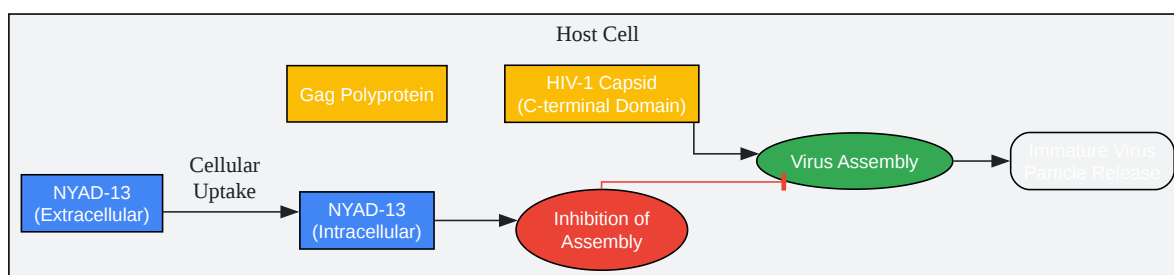 Host Cell
Gag Polyprotein
HIV-1 Capsid
(C-terminal Domain)
Virus Assembly
Immature Virus
Particle Release
Cellular
Uptake
NYAD-13
(Extracellular)
NYAD-13
(Intracellular)
Inhibition of
Assembly